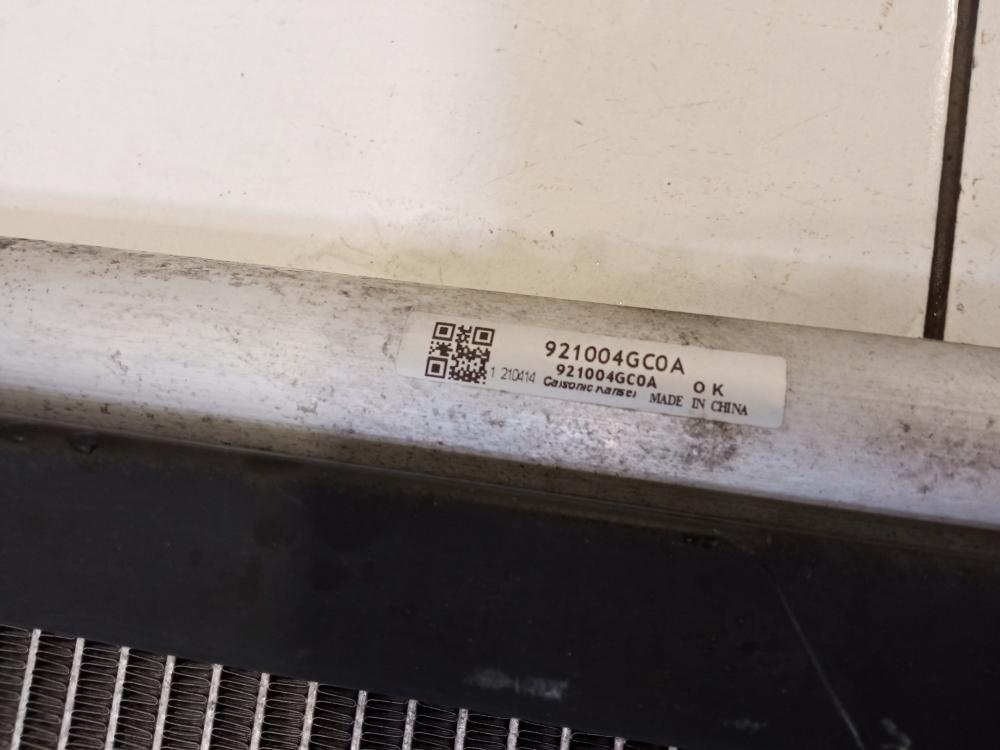 921004GC0A
921004GC0A OK
1 210414 Calsonic Kansei MADE IN CHINA